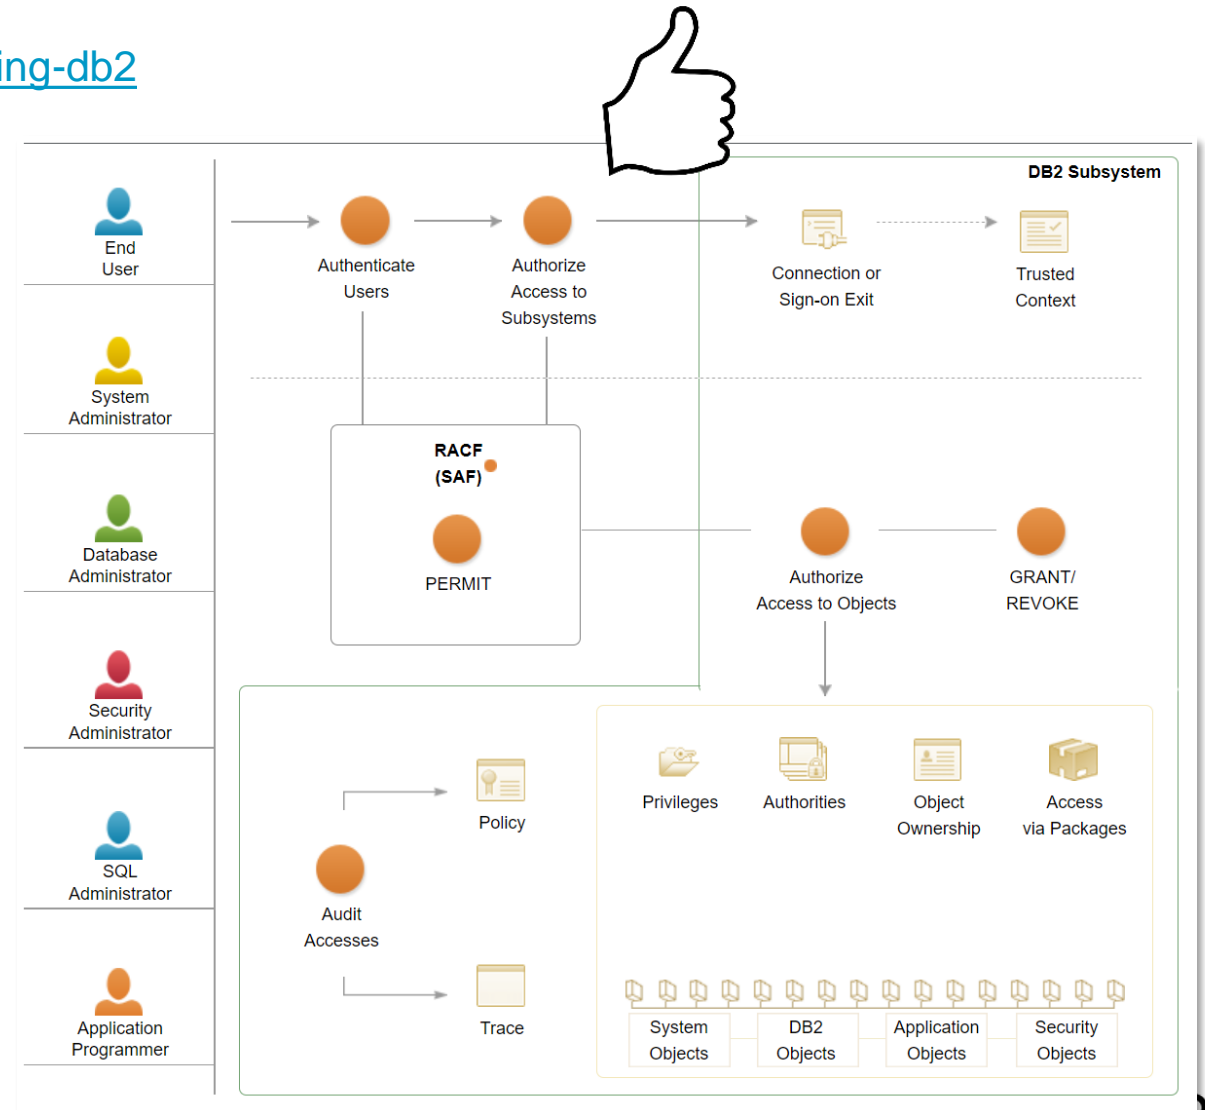 ing-db2
DB2 Subsystem
End
User
Authenticate
Users
Authorize
Access to
Subsystems
Connection or
Sign-on Exit
Trusted
Context
System
Administrator
RACF
(SAF)
PERMIT
Database
Administrator
Authorize
Access to Objects
GRANT/
REVOKE
Security
Administrator
Policy
Privileges
Authorities
Object
Ownership
Access
via Packages
SQL
Administrator
Audit
Accesses
Application
Programmer
Trace
System
Objects
DB2
Objects
Application
Objects
Security
Objects